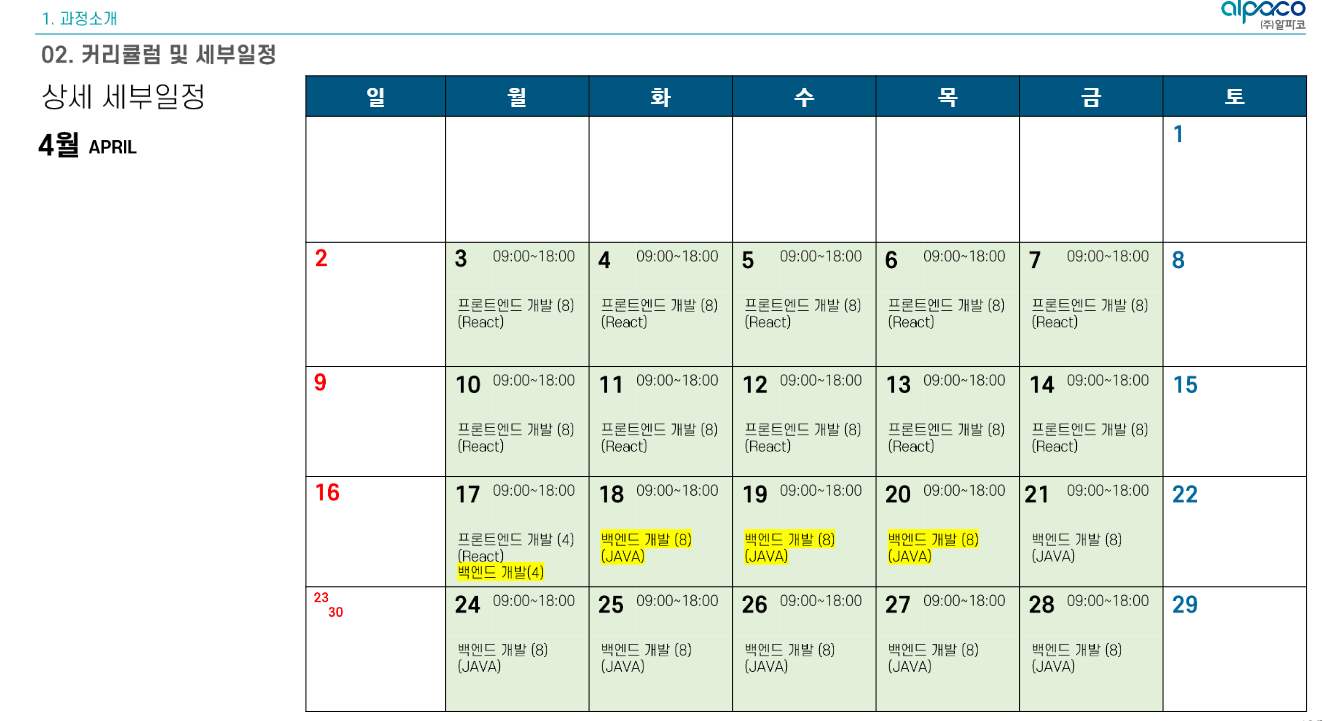 1. 과정소개
alpaco
(주)알피코
02. 커리큘럼 및 세부일정
상세 세부일정
4월 APRIL
일 월 화 수 목 금 토
1
2
3 09:00~18:00
프론트엔드 개발 (8)
(React)
4 09:00~18:00
프론트엔드 개발 (8)
(React)
5 09:00~18:00
프론트엔드 개발 (8)
(React)
6 09:00~18:00
프론트엔드 개발 (8)
(React)
7 09:00~18:00
프론트엔드 개발 (8)
(React)
8
9
10 09:00~18:00
프론트엔드 개발 (8)
(React)
11 09:00~18:00
프론트엔드 개발 (8)
(React)
12 09:00~18:00
프론트엔드 개발 (8)
(React)
13 09:00~18:00
프론트엔드 개발 (8)
(React)
14 09:00~18:00
프론트엔드 개발 (8)
(React)
15
16
17 09:00~18:00
프론트엔드 개발 (4)
(React)
백엔드 개발(4)
18 09:00~18:00
백엔드 개발 (8)
(JAVA)
19 09:00~18:00
백엔드 개발 (8)
(JAVA)
20 09:00~18:00
백엔드 개발 (8)
(JAVA)
21 09:00~18:00
백엔드 개발 (8)
(JAVA)
22
23
30
24 09:00~18:00
백엔드 개발 (8)
(JAVA)
25 09:00~18:00
백엔드 개발 (8)
(JAVA)
26 09:00~18:00
백엔드 개발 (8)
(JAVA)
27 09:00~18:00
백엔드 개발 (8)
(JAVA)
28 09:00~18:00
백엔드 개발 (8)
(JAVA)
29